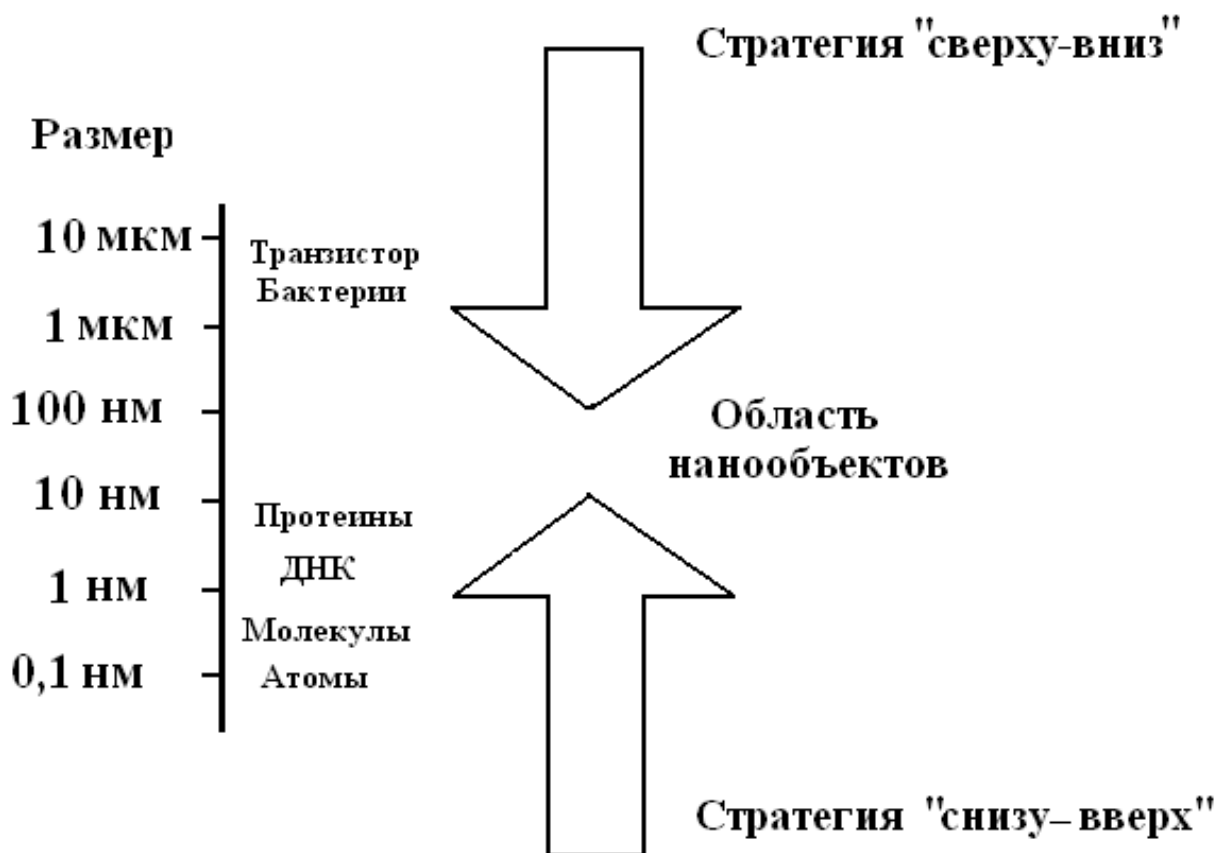 Стратегия "сверху-вниз"
Размер
10 мкм
Транзистор
Бактерии
1 мкм
100 нм
Область
нанообъектов
10 нм
Протеины
ДНК
1 нм
Молекулы
0,1 нм
Атомы
Стратегия "снизу–вверх"